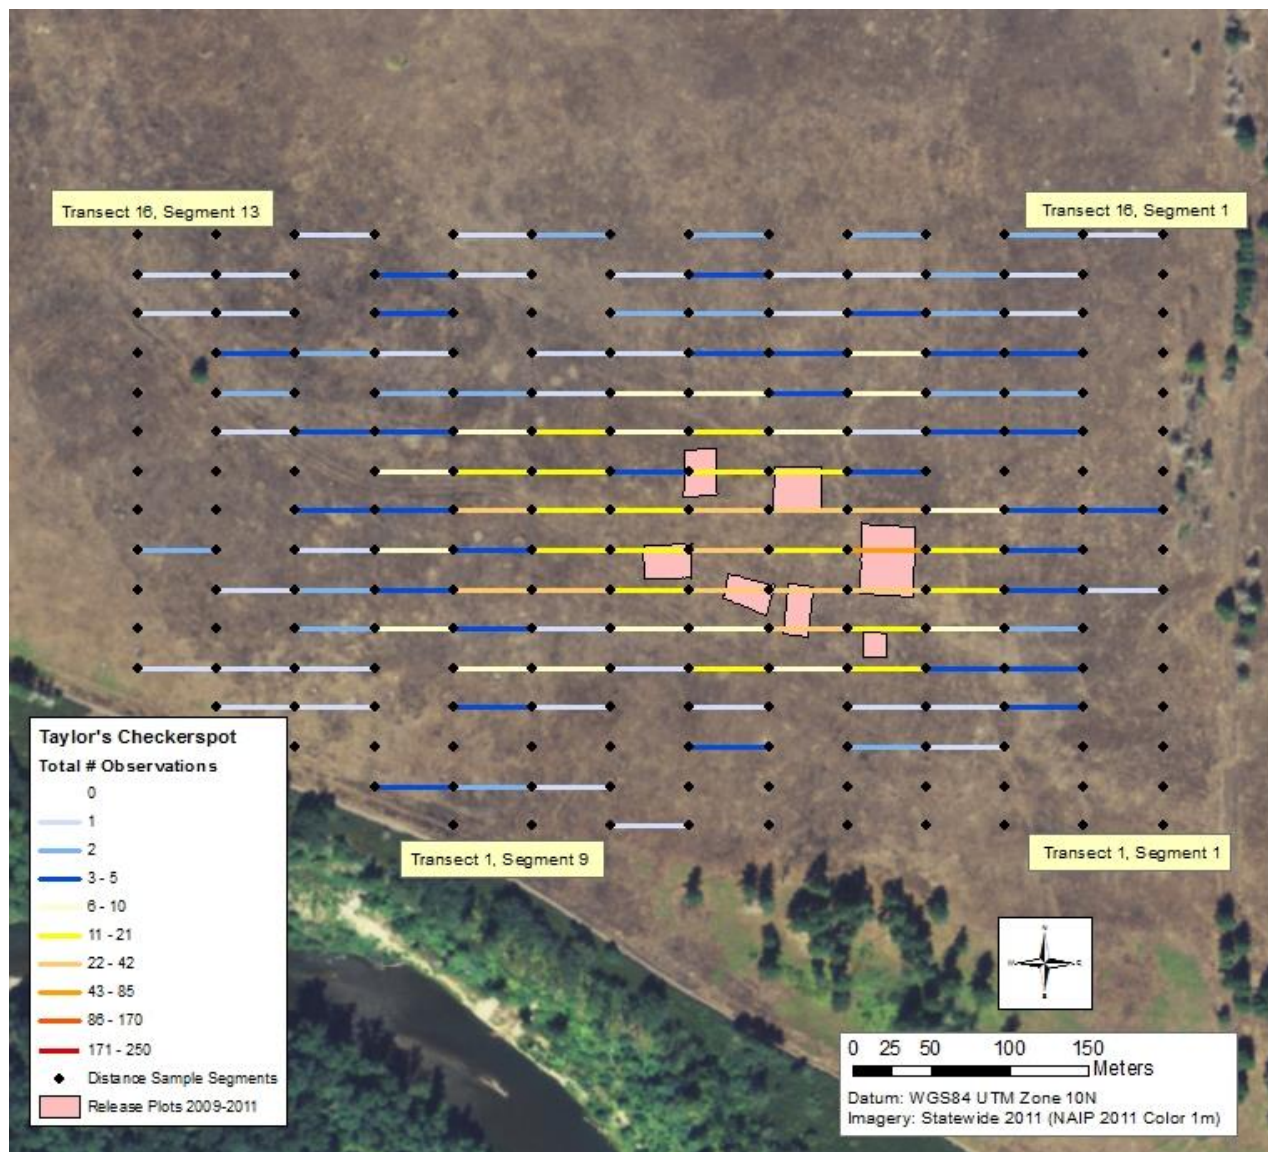 Transect 16, Segment 13
Transect 16, Segment 1
Transect 1, Segment 9
Transect 1, Segment 1
Taylor's Checkerspot
Total # Observations
0
1
2
3 - 5
6 - 10
11 - 21
22 - 42
43 - 85
86 - 170
171 - 250
Distance Sample Segments
Release Plots 2009-2011
N
S
0 25 50 100 150
Meters
Datum: WGS84 UTM Zone 10N
Imagery: Statewide 2011 (NAIP 2011 Color 1m)